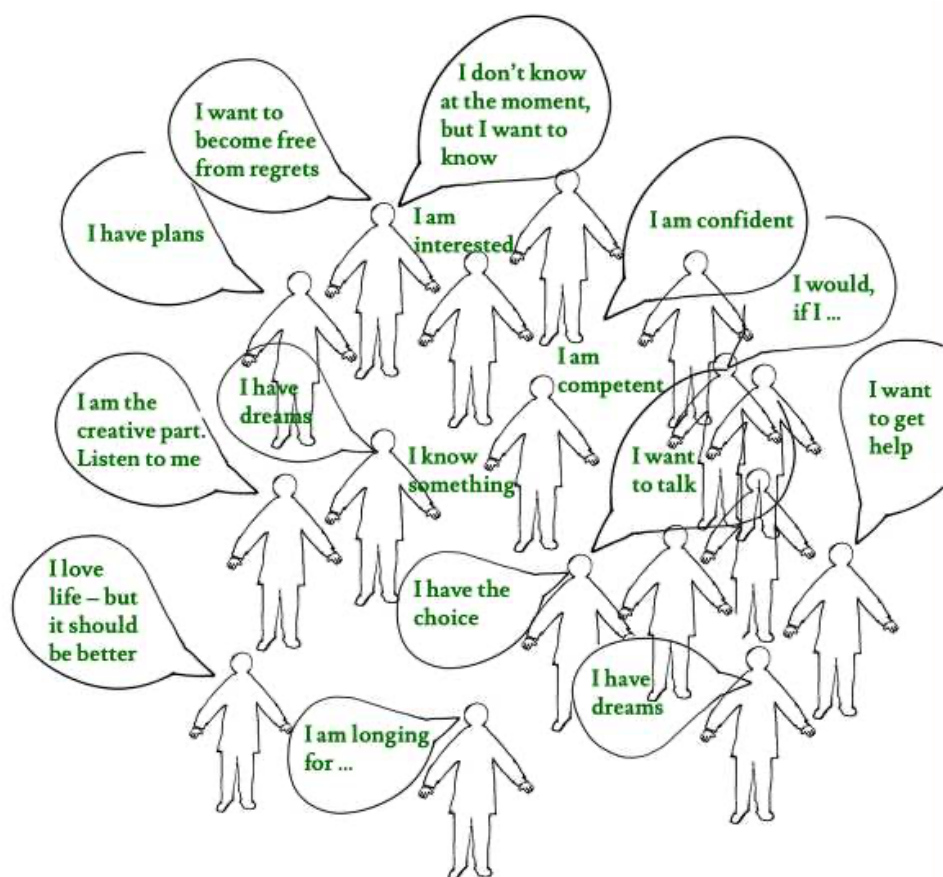 I don't know
at the moment,
but I want to
know
I want to
become free
from regrets
I have plans
I am
interested
I am confident
I would,
if I ...
I am
competent
I want
to get
help
I have
dreams
I am the
creative part.
Listen to me
I know
something
I want
to talk
I love
life – but
it should
be better
I have the
choice
I have
dreams
I am longing
for ...